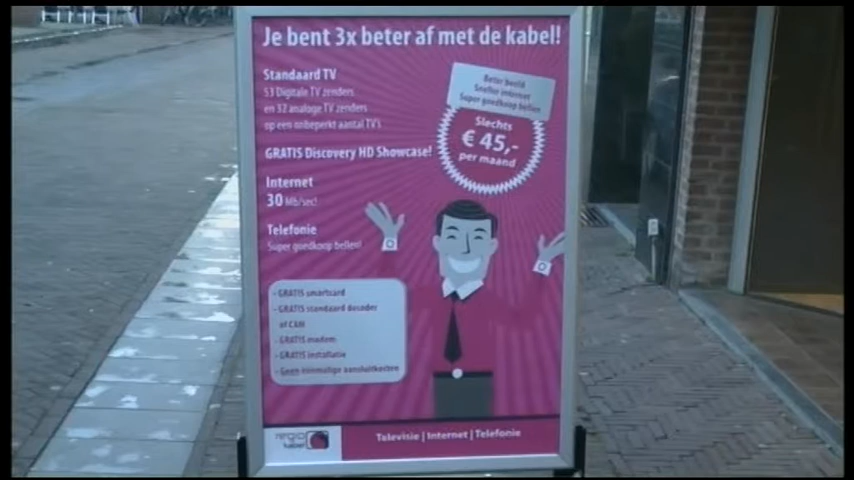 Je bent 3x beter af met de kabel!
Standaard TV
53 Digitale TV zenders
en 32 analoge TV zenders
op een onbeperkt aantal TV's
GRATIS Discovery HD Showcase!
Internet
30 Mb/sec!
Telefonie
Super goedkoop bellen!
Beter beeld
Sneller internet
Super goedkoop bellen
Slechts
€ 45,-
per maand
- GRATIS smartcard
- GRATIS standaard decoder
of CAM
- GRATIS modem
- GRATIS installatie
- Geen eenmalige aansluitkosten
regio
kabel
Televisie | Internet | Telefonie